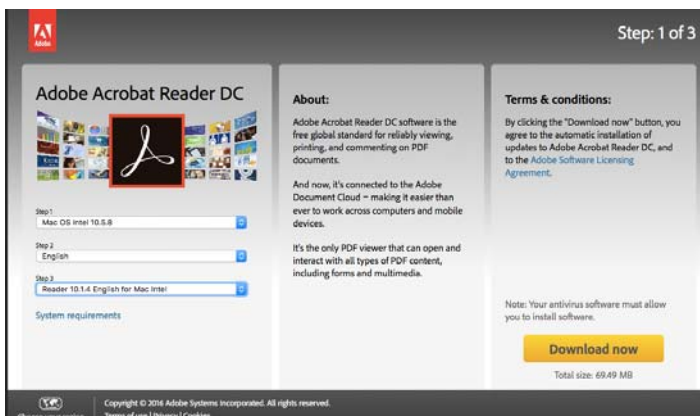 Adobe
Step: 1 of 3
Adobe Acrobat Reader DC
Step 1
Mac OS Intel 10.5.8
Step 2
English
Step 3
Reader 10.1.4 English for Mac Intel
System requirements
About:
Adobe Acrobat Reader DC software is the
free global standard for reliably viewing,
printing, and commenting on PDF
documents.
And now, it's connected to the Adobe
Document Cloud – making it easier than
ever to work across computers and mobile
devices.
It's the only PDF viewer that can open and
interact with all types of PDF content,
including forms and multimedia.
Terms & conditions:
By clicking the "Download now" button, you
agree to the automatic installation of
updates to Adobe Acrobat Reader DC, and
to the Adobe Software Licensing
Agreement.
Note: Your antivirus software must allow
you to install software.
Download now
Total size: 69.49 MB
Copyright © 2016 Adobe Systems Incorporated. All rights reserved.
Terms of use | Privacy | Cookies